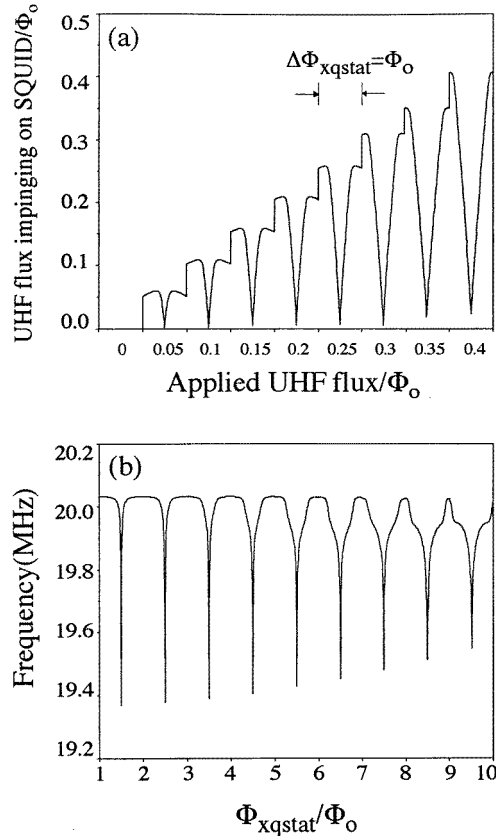 (a)
ΔΦxqstat=Φo
UHF flux impinging on SQUID/Φo
0.5
0.4
0.3
0.2
0.1
0.0
0 0.05 0.1 0.15 0.2 0.25 0.3 0.35 0.4
Applied UHF flux/Φo
(b)
Frequency(MHz)
20.2
20.0
19.8
19.6
19.4
19.2
1 2 3 4 5 6 7 8 9 10
Φxqstat/Φo